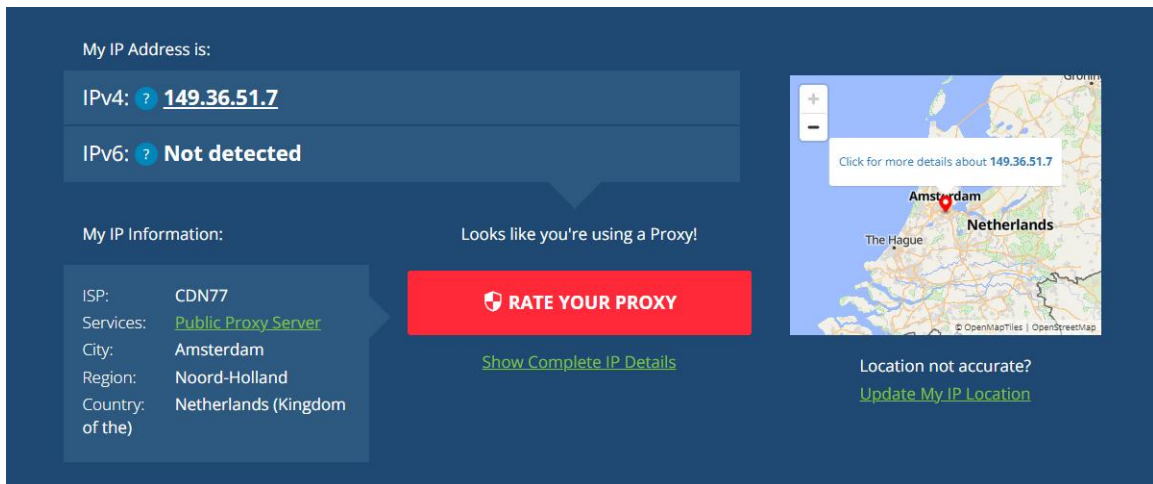 My IP Address is:
IPv4: ? 149.36.51.7
IPv6: ? Not detected
My IP Information:
ISP: CDN77
Services: Public Proxy Server
City: Amsterdam
Region: Noord-Holland
Country: Netherlands (Kingdom
of the)
Looks like you're using a Proxy!
RATE YOUR PROXY
Show Complete IP Details
+
−
Click for more details about 149.36.51.7
Amsterdam
Netherlands
The Hague
© OpenMapTiles | OpenStreetMap
Location not accurate?
Update My IP Location